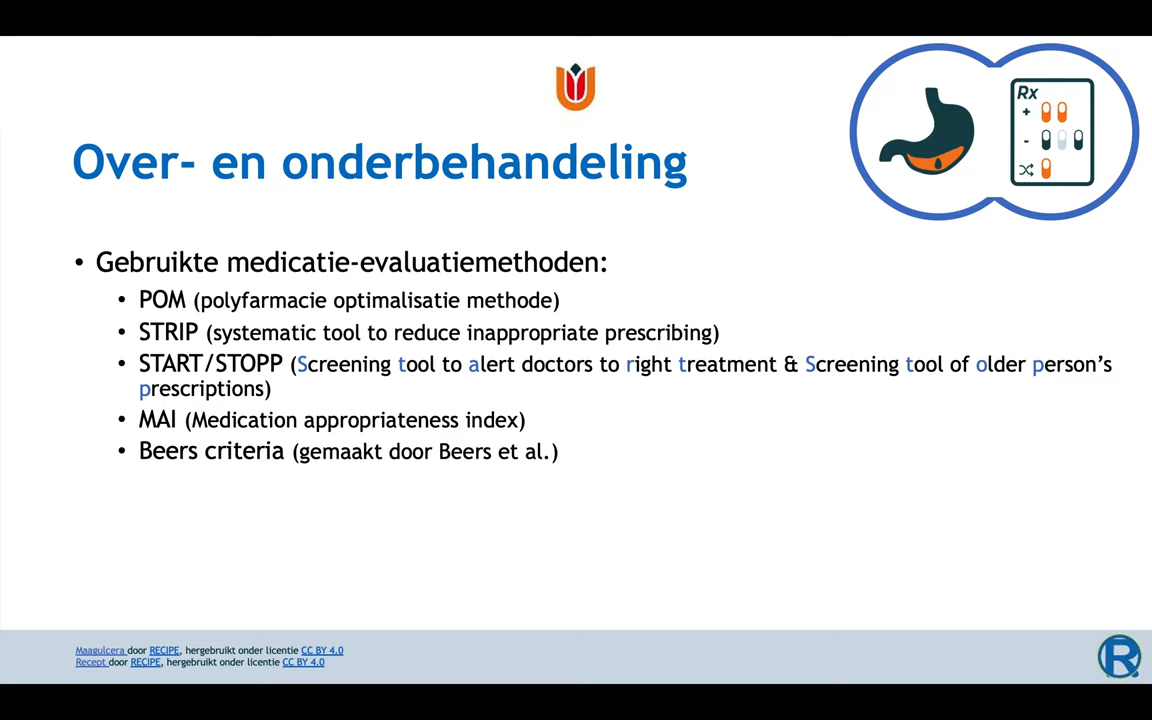 Rx
Over- en onderbehandeling
• Gebruikte medicatie-evaluatiemethoden:
• POM (polyfarmacie optimalisatie methode)
• STRIP (systematic tool to reduce inappropriate prescribing)
• START/STOPP (Screening tool to alert doctors to right treatment & Screening tool of older person’s
prescriptions)
• MAI (Medication appropriateness index)
• Beers criteria (gemaakt door Beers et al.)
Maagulcera door RECIPE, hergebruikt onder licentie CC BY 4.0
Recept door RECIPE, hergebruikt onder licentie CC BY 4.0
R